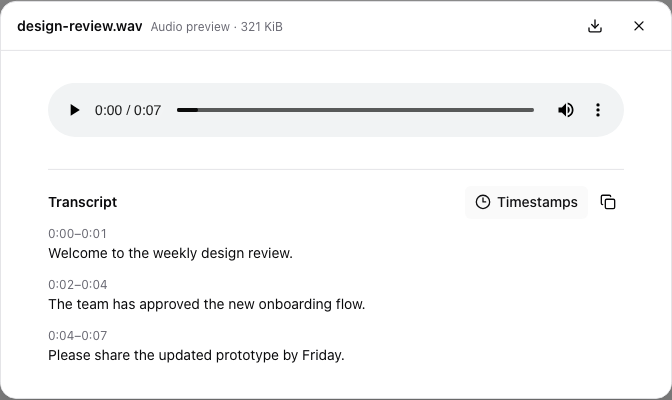 design-review.wav Audio preview · 321 KiB
0:00 / 0:07
Transcript Timestamps
0:00–0:01
Welcome to the weekly design review.
0:02–0:04
The team has approved the new onboarding flow.
0:04–0:07
Please share the updated prototype by Friday.